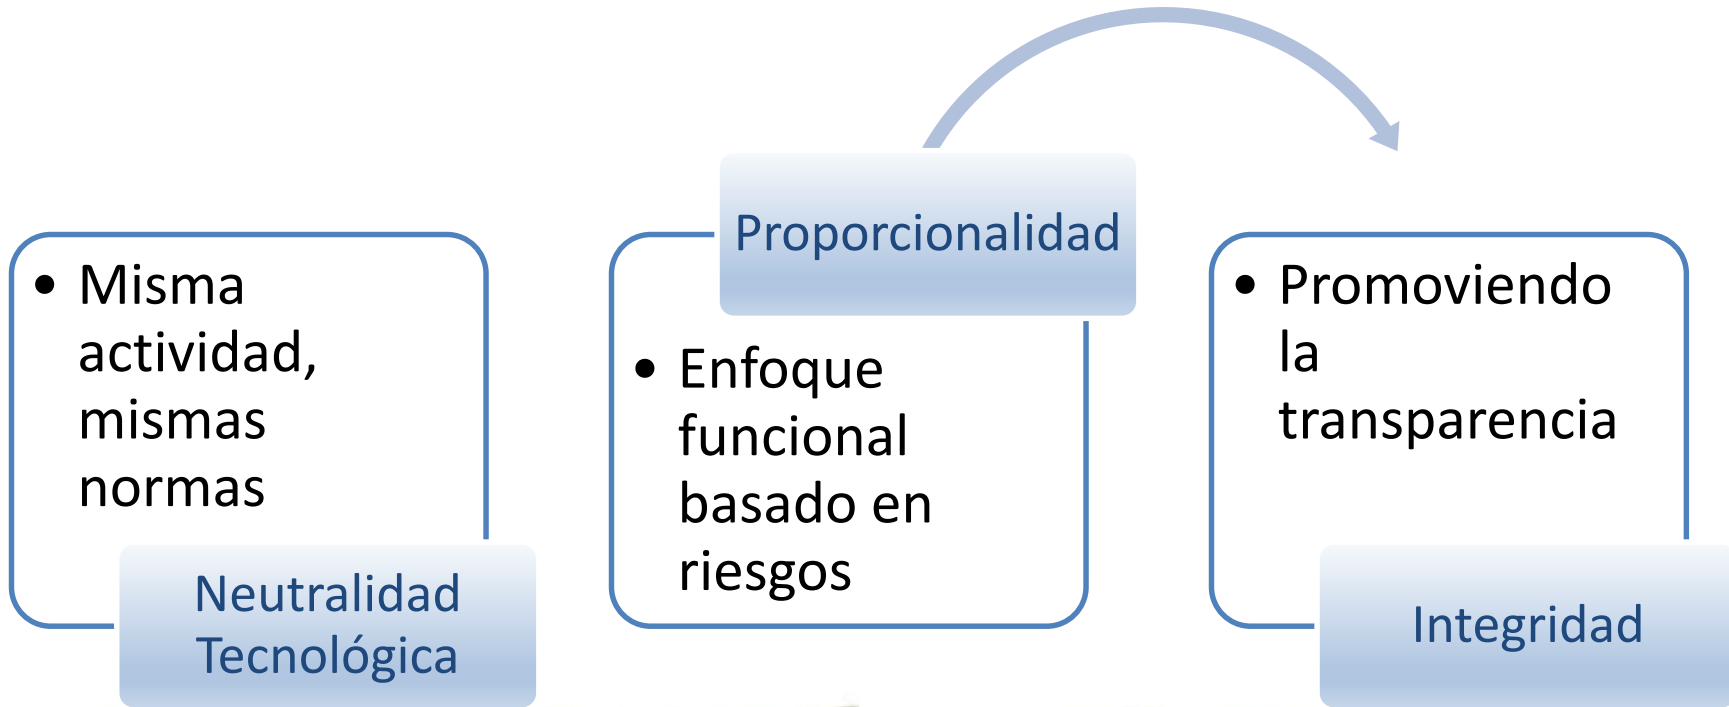 • Misma
actividad,
mismas
normas
Neutralidad
Tecnológica
Proporcionalidad
• Enfoque
funcional
basado en
riesgos
• Promoviendo
la
transparencia
Integridad